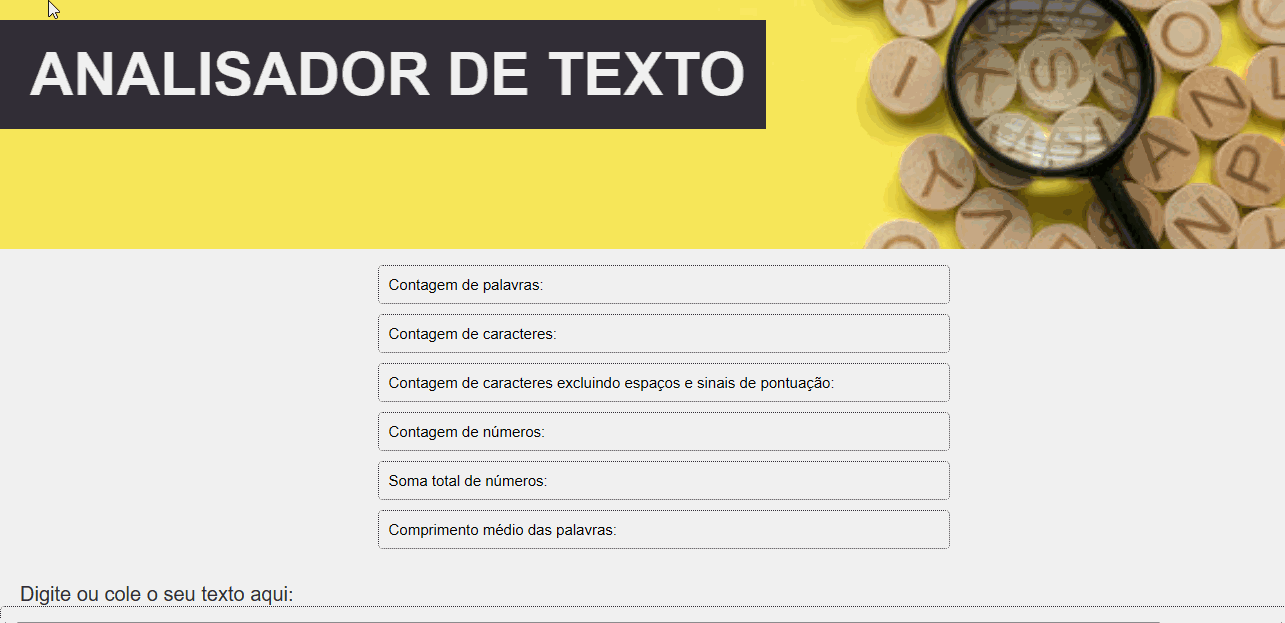 ANALISADOR DE TEXTO
Contagem de palavras:
Contagem de caracteres:
Contagem de caracteres excluindo espaços e sinais de pontuação:
Contagem de números:
Soma total de números:
Comprimento médio das palavras:
Digite ou cole o seu texto aqui: